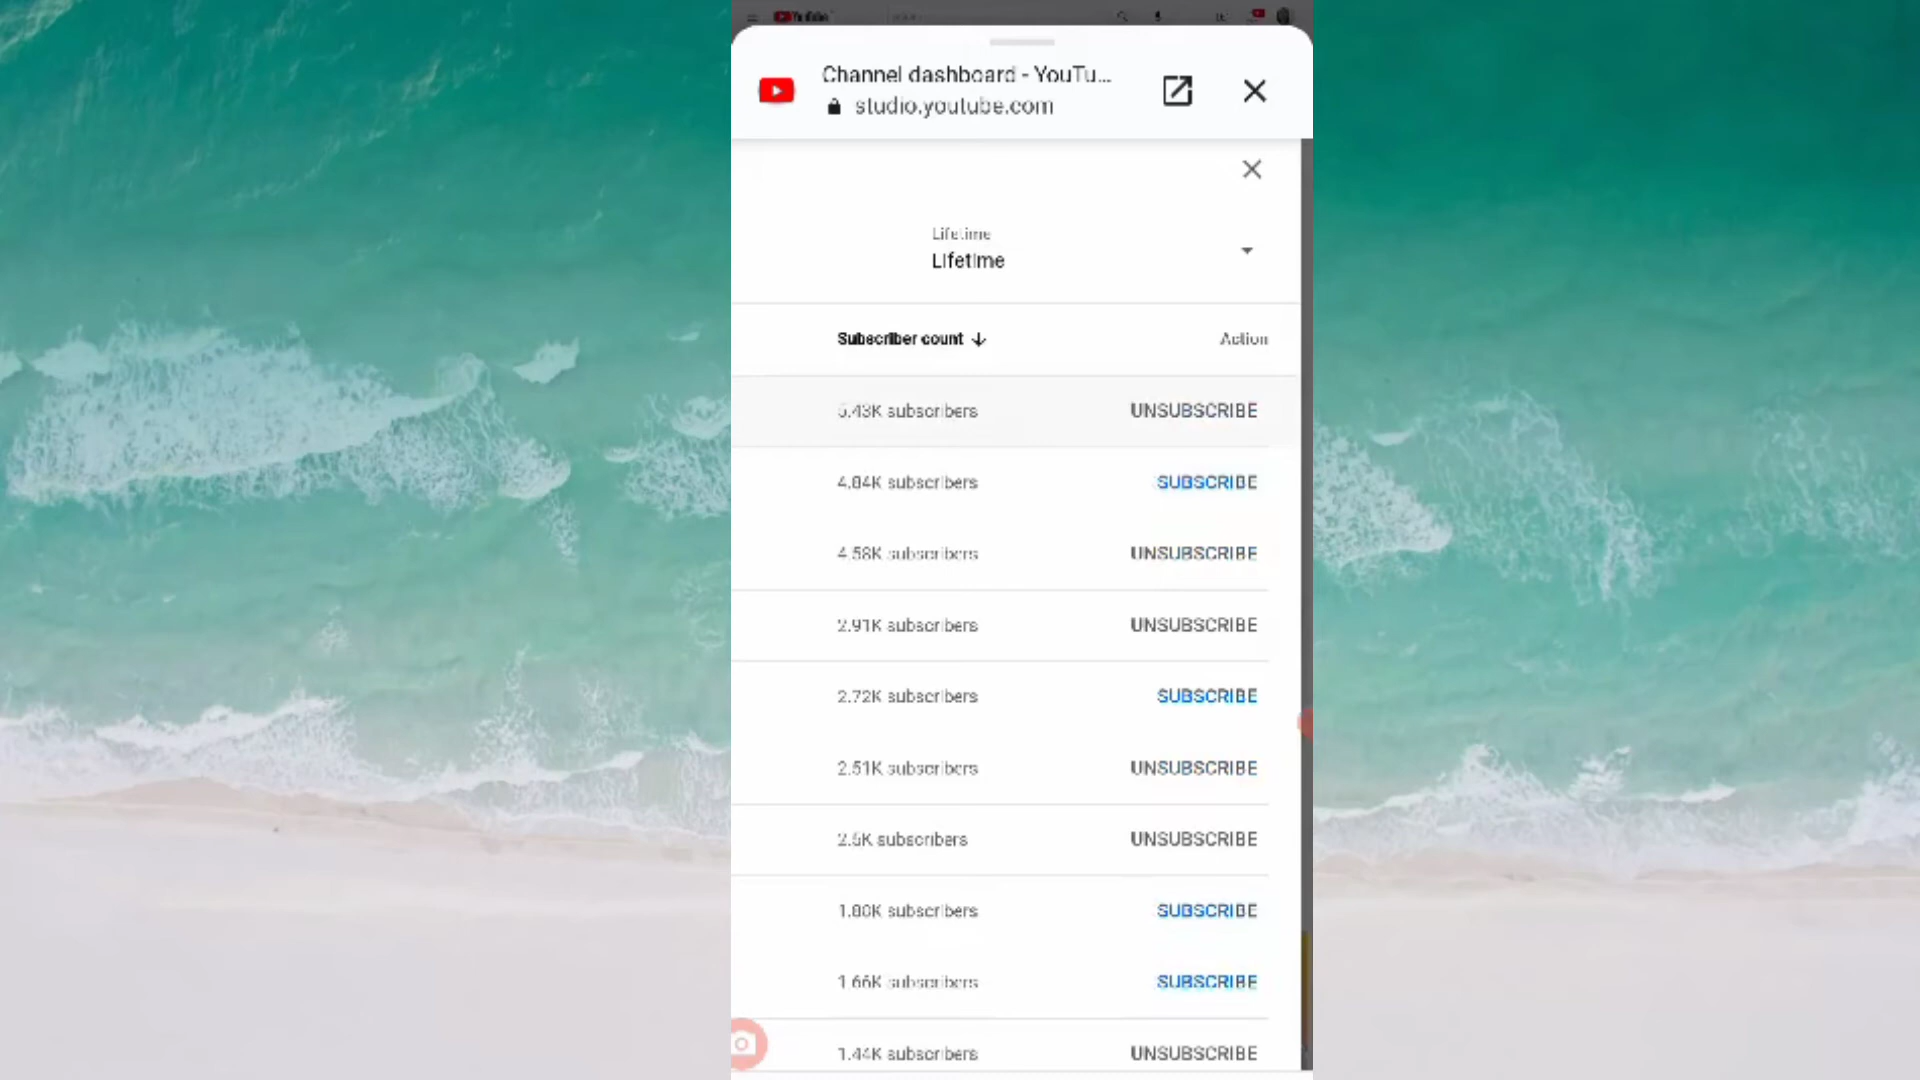 Channel dashboard - YouTu...
studio.youtube.com
Lifetime
Lifetime
Subscriber count ↓ Action
5.43K subscribers UNSUBSCRIBE
4.84K subscribers SUBSCRIBE
4.58K subscribers UNSUBSCRIBE
2.91K subscribers UNSUBSCRIBE
2.72K subscribers SUBSCRIBE
2.51K subscribers UNSUBSCRIBE
2.5K subscribers UNSUBSCRIBE
subscribers SUBSCRIBE
1.66K subscribers SUBSCRIBE
1.44K subscribers UNSUBSCRIBE